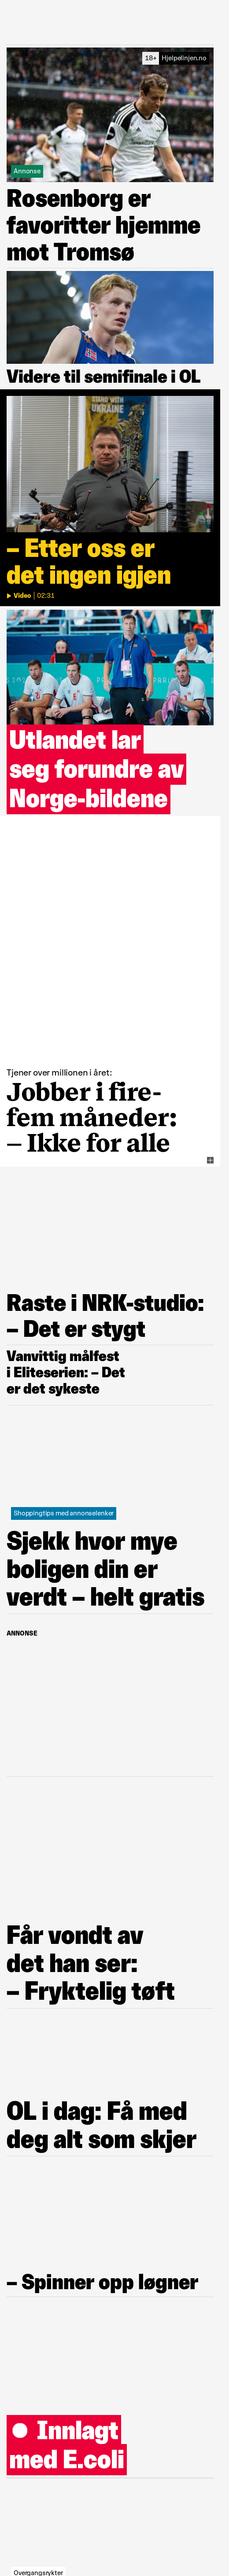 18+ Hjelpelinjen.no
Annonse
Rosenborg er
favoritter hjemme
mot Tromsø
Videre til semifinale i OL
STAND WITH
UKRAINE
– Etter oss er
det ingen igjen
Video | 02:31
Utlandet lar
seg forundre av
Norge-bildene
Tjener over millionen i året:
Jobber i fire-
fem måneder:
– Ikke for alle
Raste i NRK-studio:
– Det er stygt
Vanvittig målfest
i Eliteserien: – Det
er det sykeste
Shoppingtips med annonselenker
Sjekk hvor mye
boligen din er
verdt – helt gratis
ANNONSE
Får vondt av
det han ser:
– Fryktelig tøft
OL i dag: Få med
deg alt som skjer
– Spinner opp løgner
Innlagt
med E.coli
Overgangsrykter